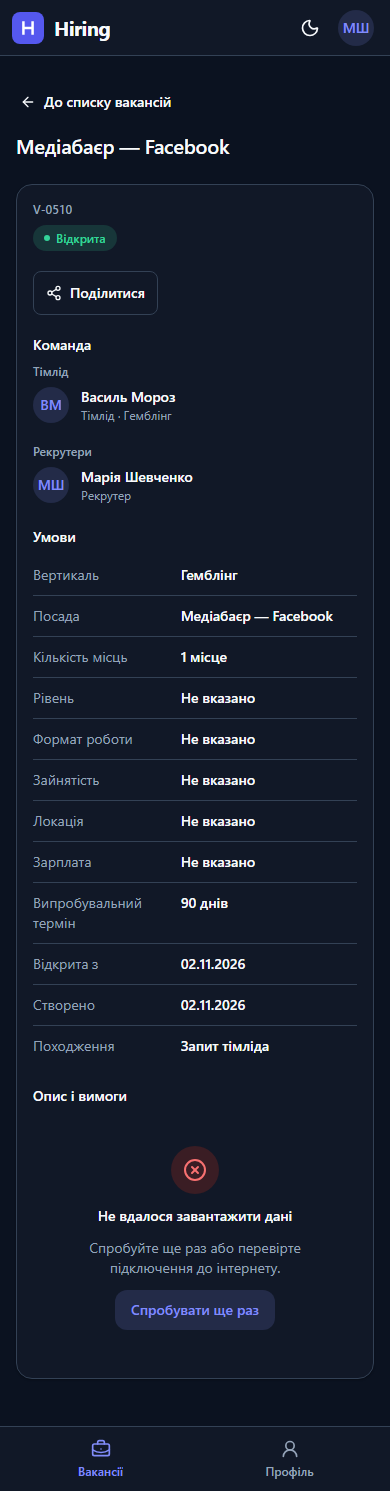 H Hiring МШ
До списку вакансій
Медіабаєр — Facebook
V-0510
Відкрита
Поділитися
Команда
Тімлід
ВМ Василь Мороз
Тімлід · Гемблінг
Рекрутери
МШ Марія Шевченко
Рекрутер
Умови
Вертикаль Гемблінг
Посада Медіабаєр — Facebook
Кількість місць 1 місце
Рівень Не вказано
Формат роботи Не вказано
Зайнятість Не вказано
Локація Не вказано
Зарплата Не вказано
Випробувальний 90 днів
термін
Відкрита з 02.11.2026
Створено 02.11.2026
Походження Запит тімліда
Опис і вимоги
Не вдалося завантажити дані
Спробуйте ще раз або перевірте
підключення до інтернету.
Спробувати ще раз
Вакансії Профіль